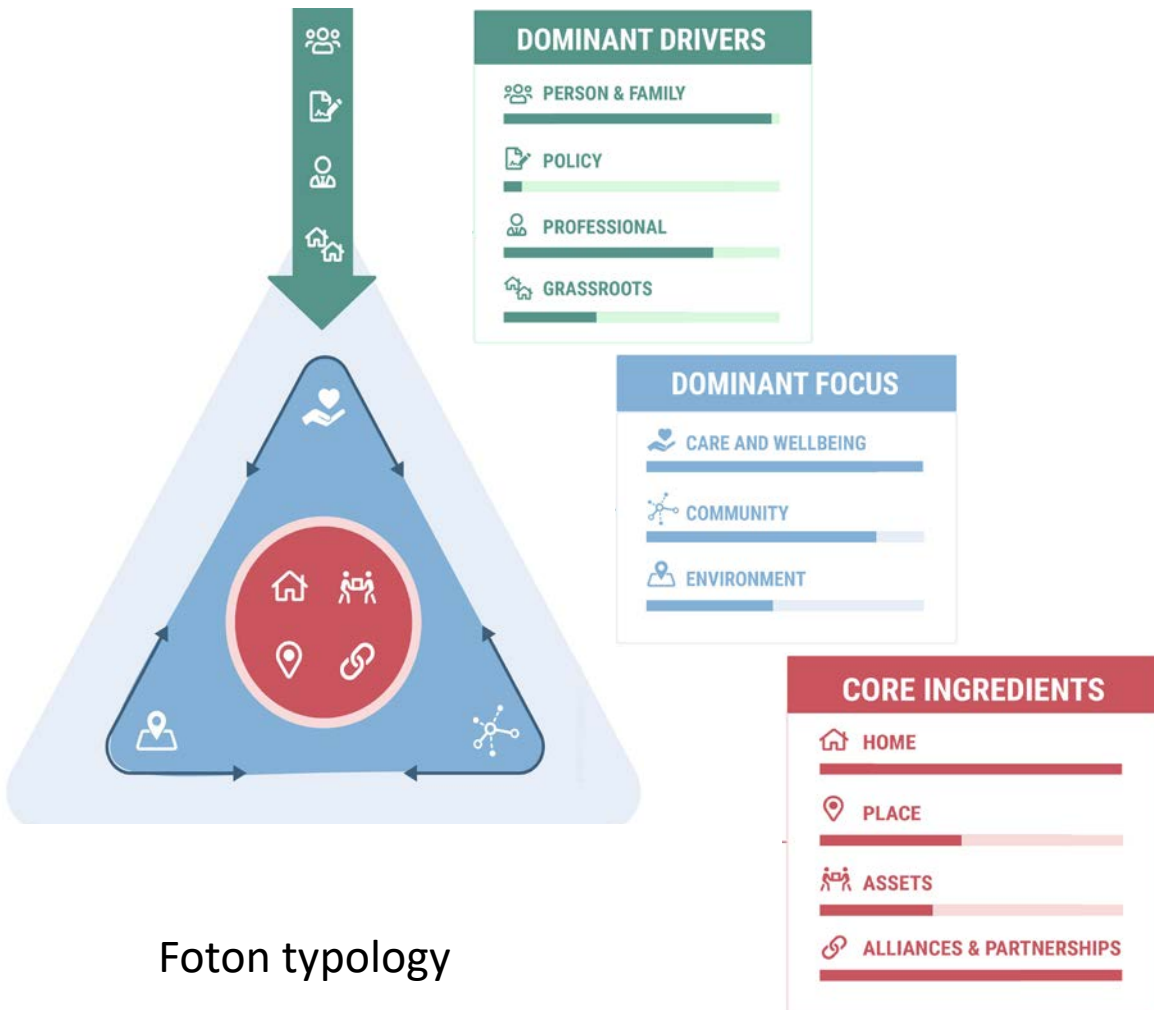 DOMINANT DRIVERS
PERSON & FAMILY
POLICY
PROFESSIONAL
GRASSROOTS
DOMINANT FOCUS
CARE AND WELLBEING
COMMUNITY
ENVIRONMENT
CORE INGREDIENTS
HOME
PLACE
ASSETS
ALLIANCES & PARTNERSHIPS
Foton typology